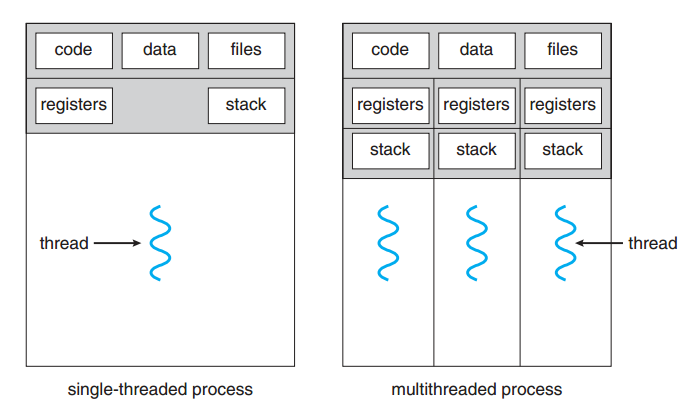 code data files code data files
registers stack registers registers registers
stack stack stack
thread thread
single-threaded process multithreaded process